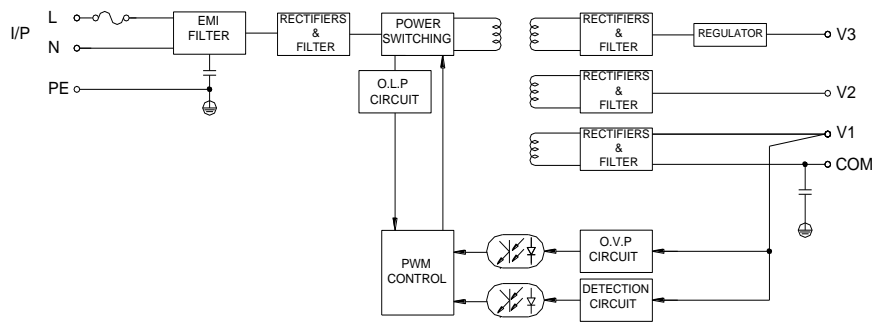 I/P
L
N
PE
EMI
FILTER
RECTIFIERS
&
FILTER
POWER
SWITCHING
O.L.P
CIRCUIT
RECTIFIERS
&
FILTER
REGULATOR
V3
RECTIFIERS
&
FILTER
V2
RECTIFIERS
&
FILTER
V1
COM
PWM
CONTROL
O.V.P
CIRCUIT
DETECTION
CIRCUIT